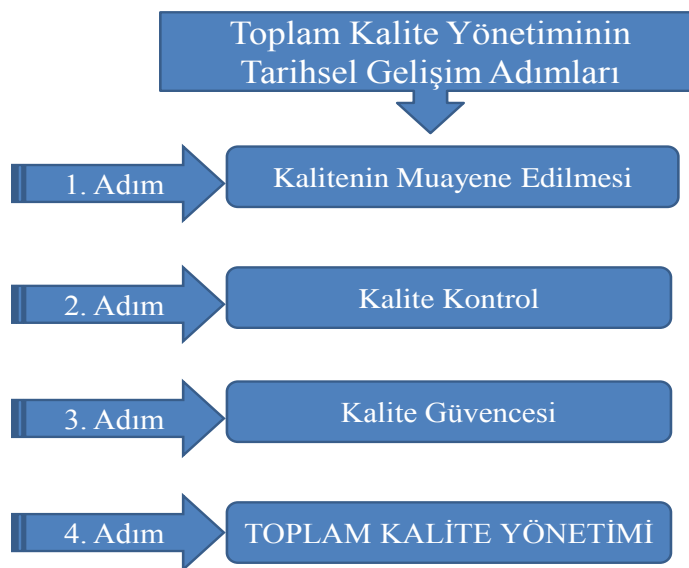 Toplam Kalite Yönetiminin
Tarihsel Gelişim Adımları
1. Adım
Kalitenin Muayene Edilmesi
2. Adım
Kalite Kontrol
3. Adım
Kalite Güvencesi
4. Adım
TOPLAM KALİTE YÖNETİMİ